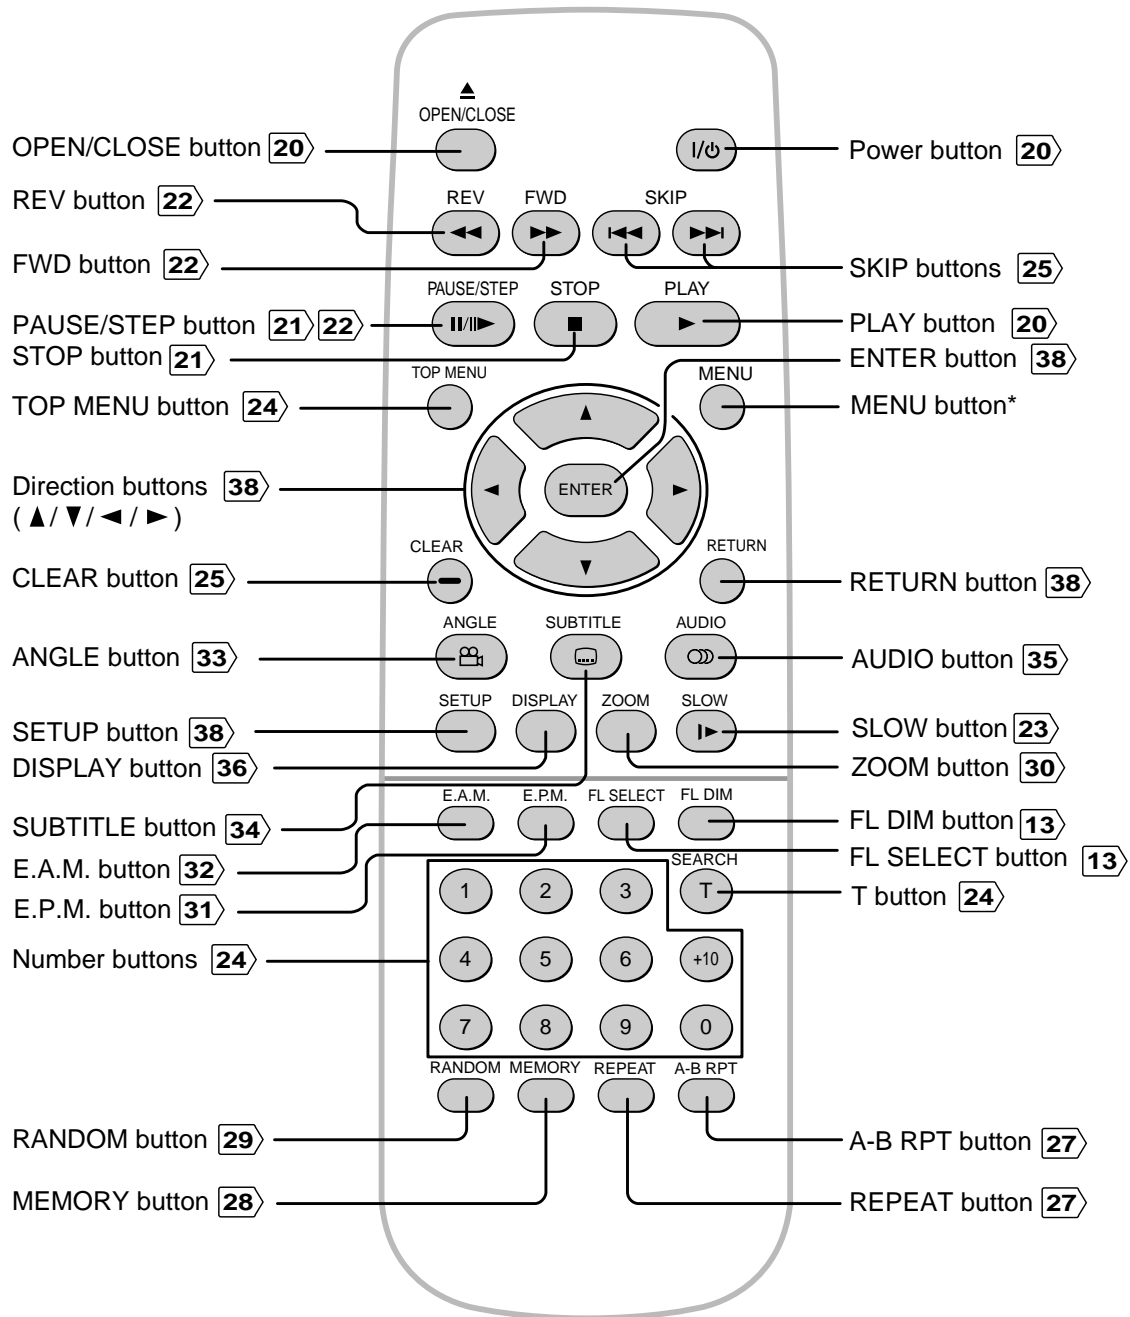 OPEN/CLOSE
OPEN/CLOSE button 20
I/
Power button 20
REV FWD SKIP
REV button 22
FWD button 22
SKIP buttons 25
PAUSE/STEP STOP PLAY
PAUSE/STEP button 21 22
PLAY button 20
STOP button 21
ENTER button 38
TOP MENU
MENU
TOP MENU button 24
MENU button*
Direction buttons 38
( ▲ / ▼ / ◄ / ► )
ENTER
CLEAR
RETURN
CLEAR button 25
RETURN button 38
ANGLE SUBTITLE AUDIO
ANGLE button 33
AUDIO button 35
SETUP DISPLAY ZOOM SLOW
SETUP button 38
SLOW button 23
DISPLAY button 36
ZOOM button 30
E.A.M. E.P.M. FL SELECT FL DIM
SUBTITLE button 34
FL DIM button 13
FL SELECT button 13
SEARCH
E.A.M. button 32
1 2 3 T
T button 24
E.P.M. button 31
Number buttons 24
4 5 6 +10
7 8 9 0
RANDOM MEMORY REPEAT A-B RPT
RANDOM button 29
A-B RPT button 27
MEMORY button 28
REPEAT button 27